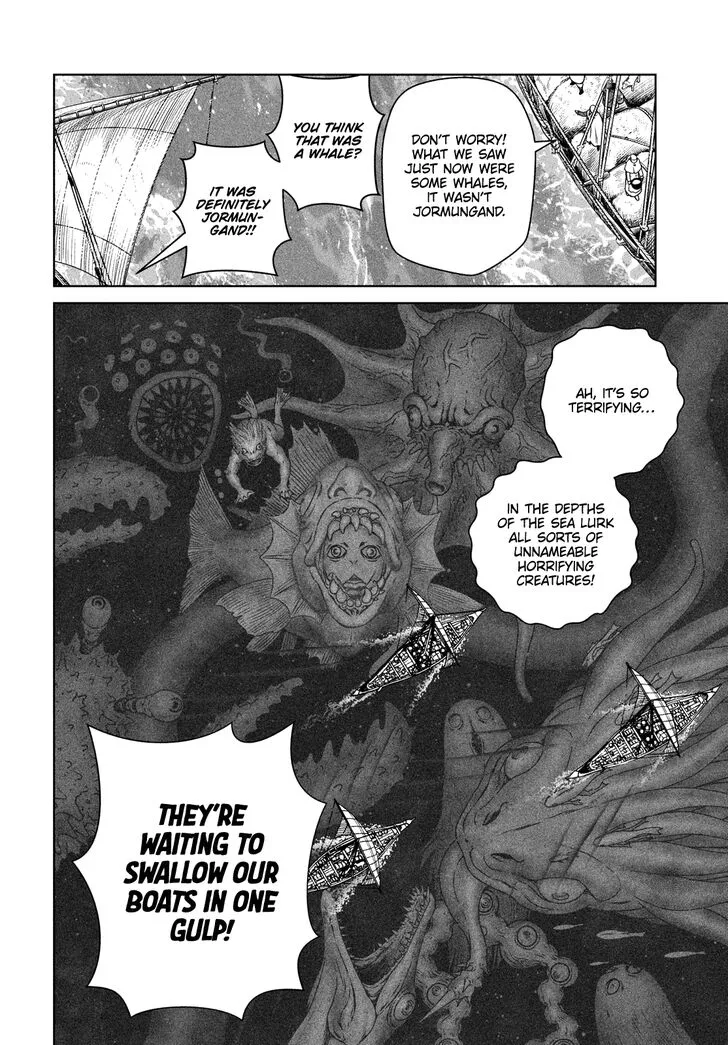 DON'T WORRY!
WHAT WE SAW
JUST NOW WERE
SOME WHALES,
IT WASN'T
JORMUNGAND.
YOU THINK
THAT WAS
A WHALE?
IT WAS
DEFINITELY
JORMUN-
GAND!!
AH, IT'S SO
TERRIFYING...
IN THE DEPTHS
OF THE SEA LURK
ALL SORTS OF
UNNAMEABLE
HORRIFYING
CREATURES!
THEY'RE
WAITING TO
SWALLOW OUR
BOATS IN ONE
GULP!